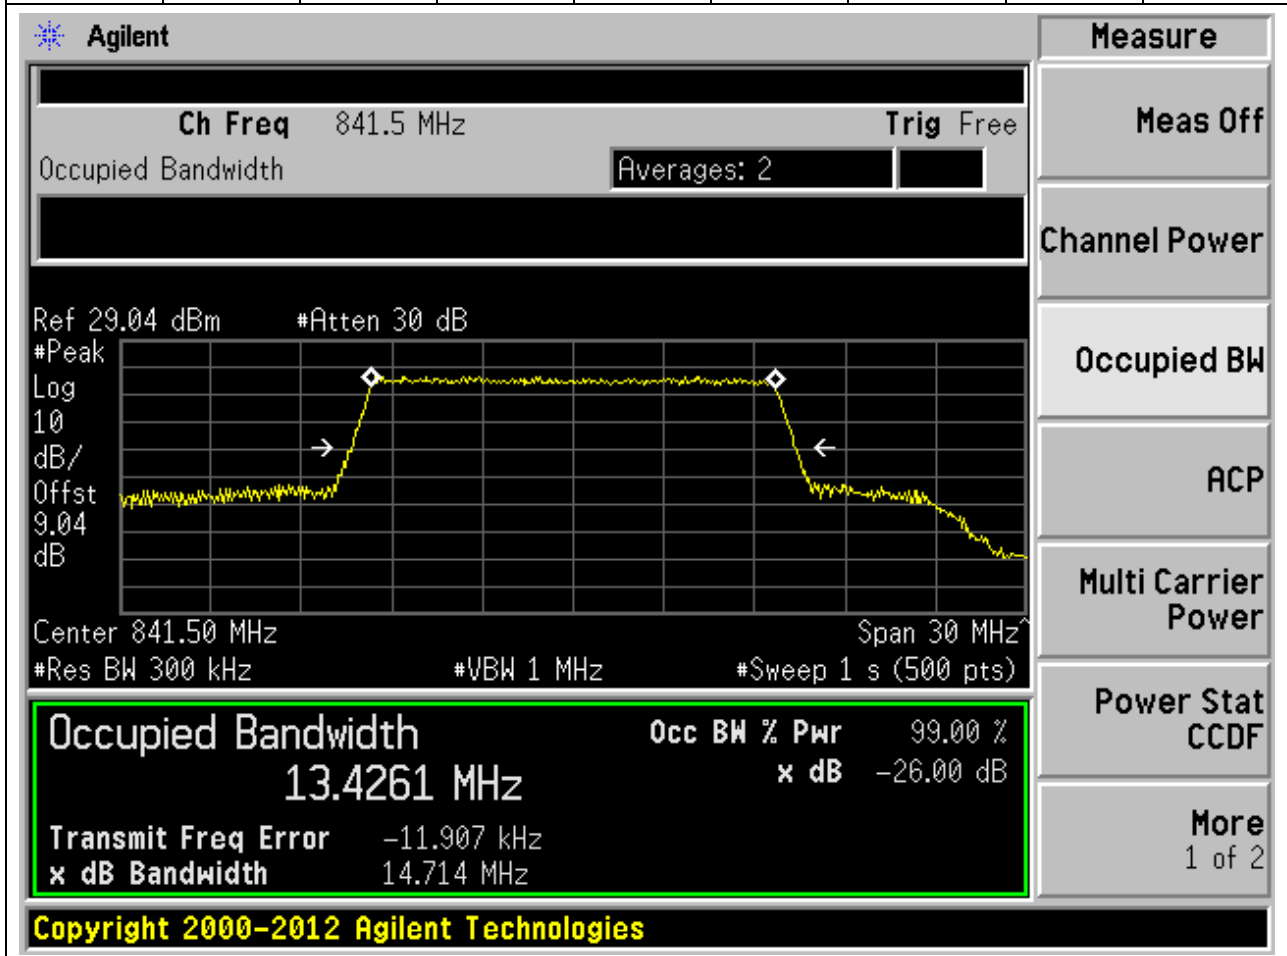 Agilent
Measure
Ch Freq 841.5 MHz Trig Free
Occupied Bandwidth Averages: 2
Ref 29.04 dBm #Atten 30 dB
#Peak
Log
10
dB/
Offst
9.04
dB
Center 841.50 MHz Span 30 MHz^
#Res BW 300 kHz #VBW 1 MHz #Sweep 1 s (500 pts)
Occupied Bandwidth Occ BW % Pwr 99.00 %
13.4261 MHz x dB -26.00 dB
Transmit Freq Error -11.907 kHz
x dB Bandwidth 14.714 MHz
Meas Off
Channel Power
Occupied BW
ACP
Multi Carrier
Power
Power Stat
CCDF
More
1 of 2
Copyright 2000-2012 Agilent Technologies